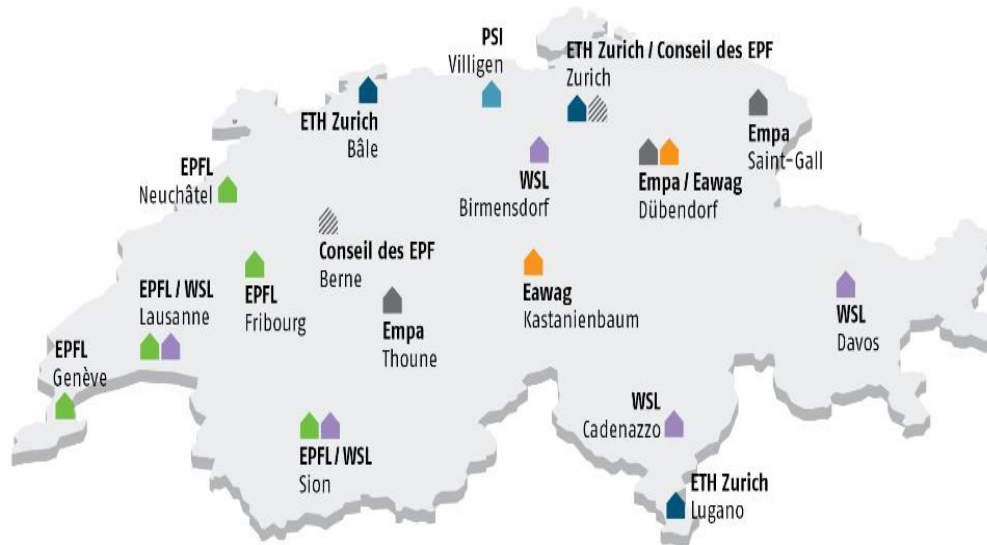 PSI
Villigen
ETH Zurich / Conseil des EPF
Zurich
ETH Zurich
Bâle
Empa
Saint-Gall
EPFL
Neuchâtel
WSL
Birmensdorf
Empa / Eawag
Dübendorf
Conseil des EPF
Berne
EPFL / WSL
Lausanne
EPFL
Fribourg
Empa
Thoune
Eawag
Kastanienbaum
WSL
Davos
EPFL
Genève
WSL
Cadenazzo
EPFL / WSL
Sion
ETH Zurich
Lugano